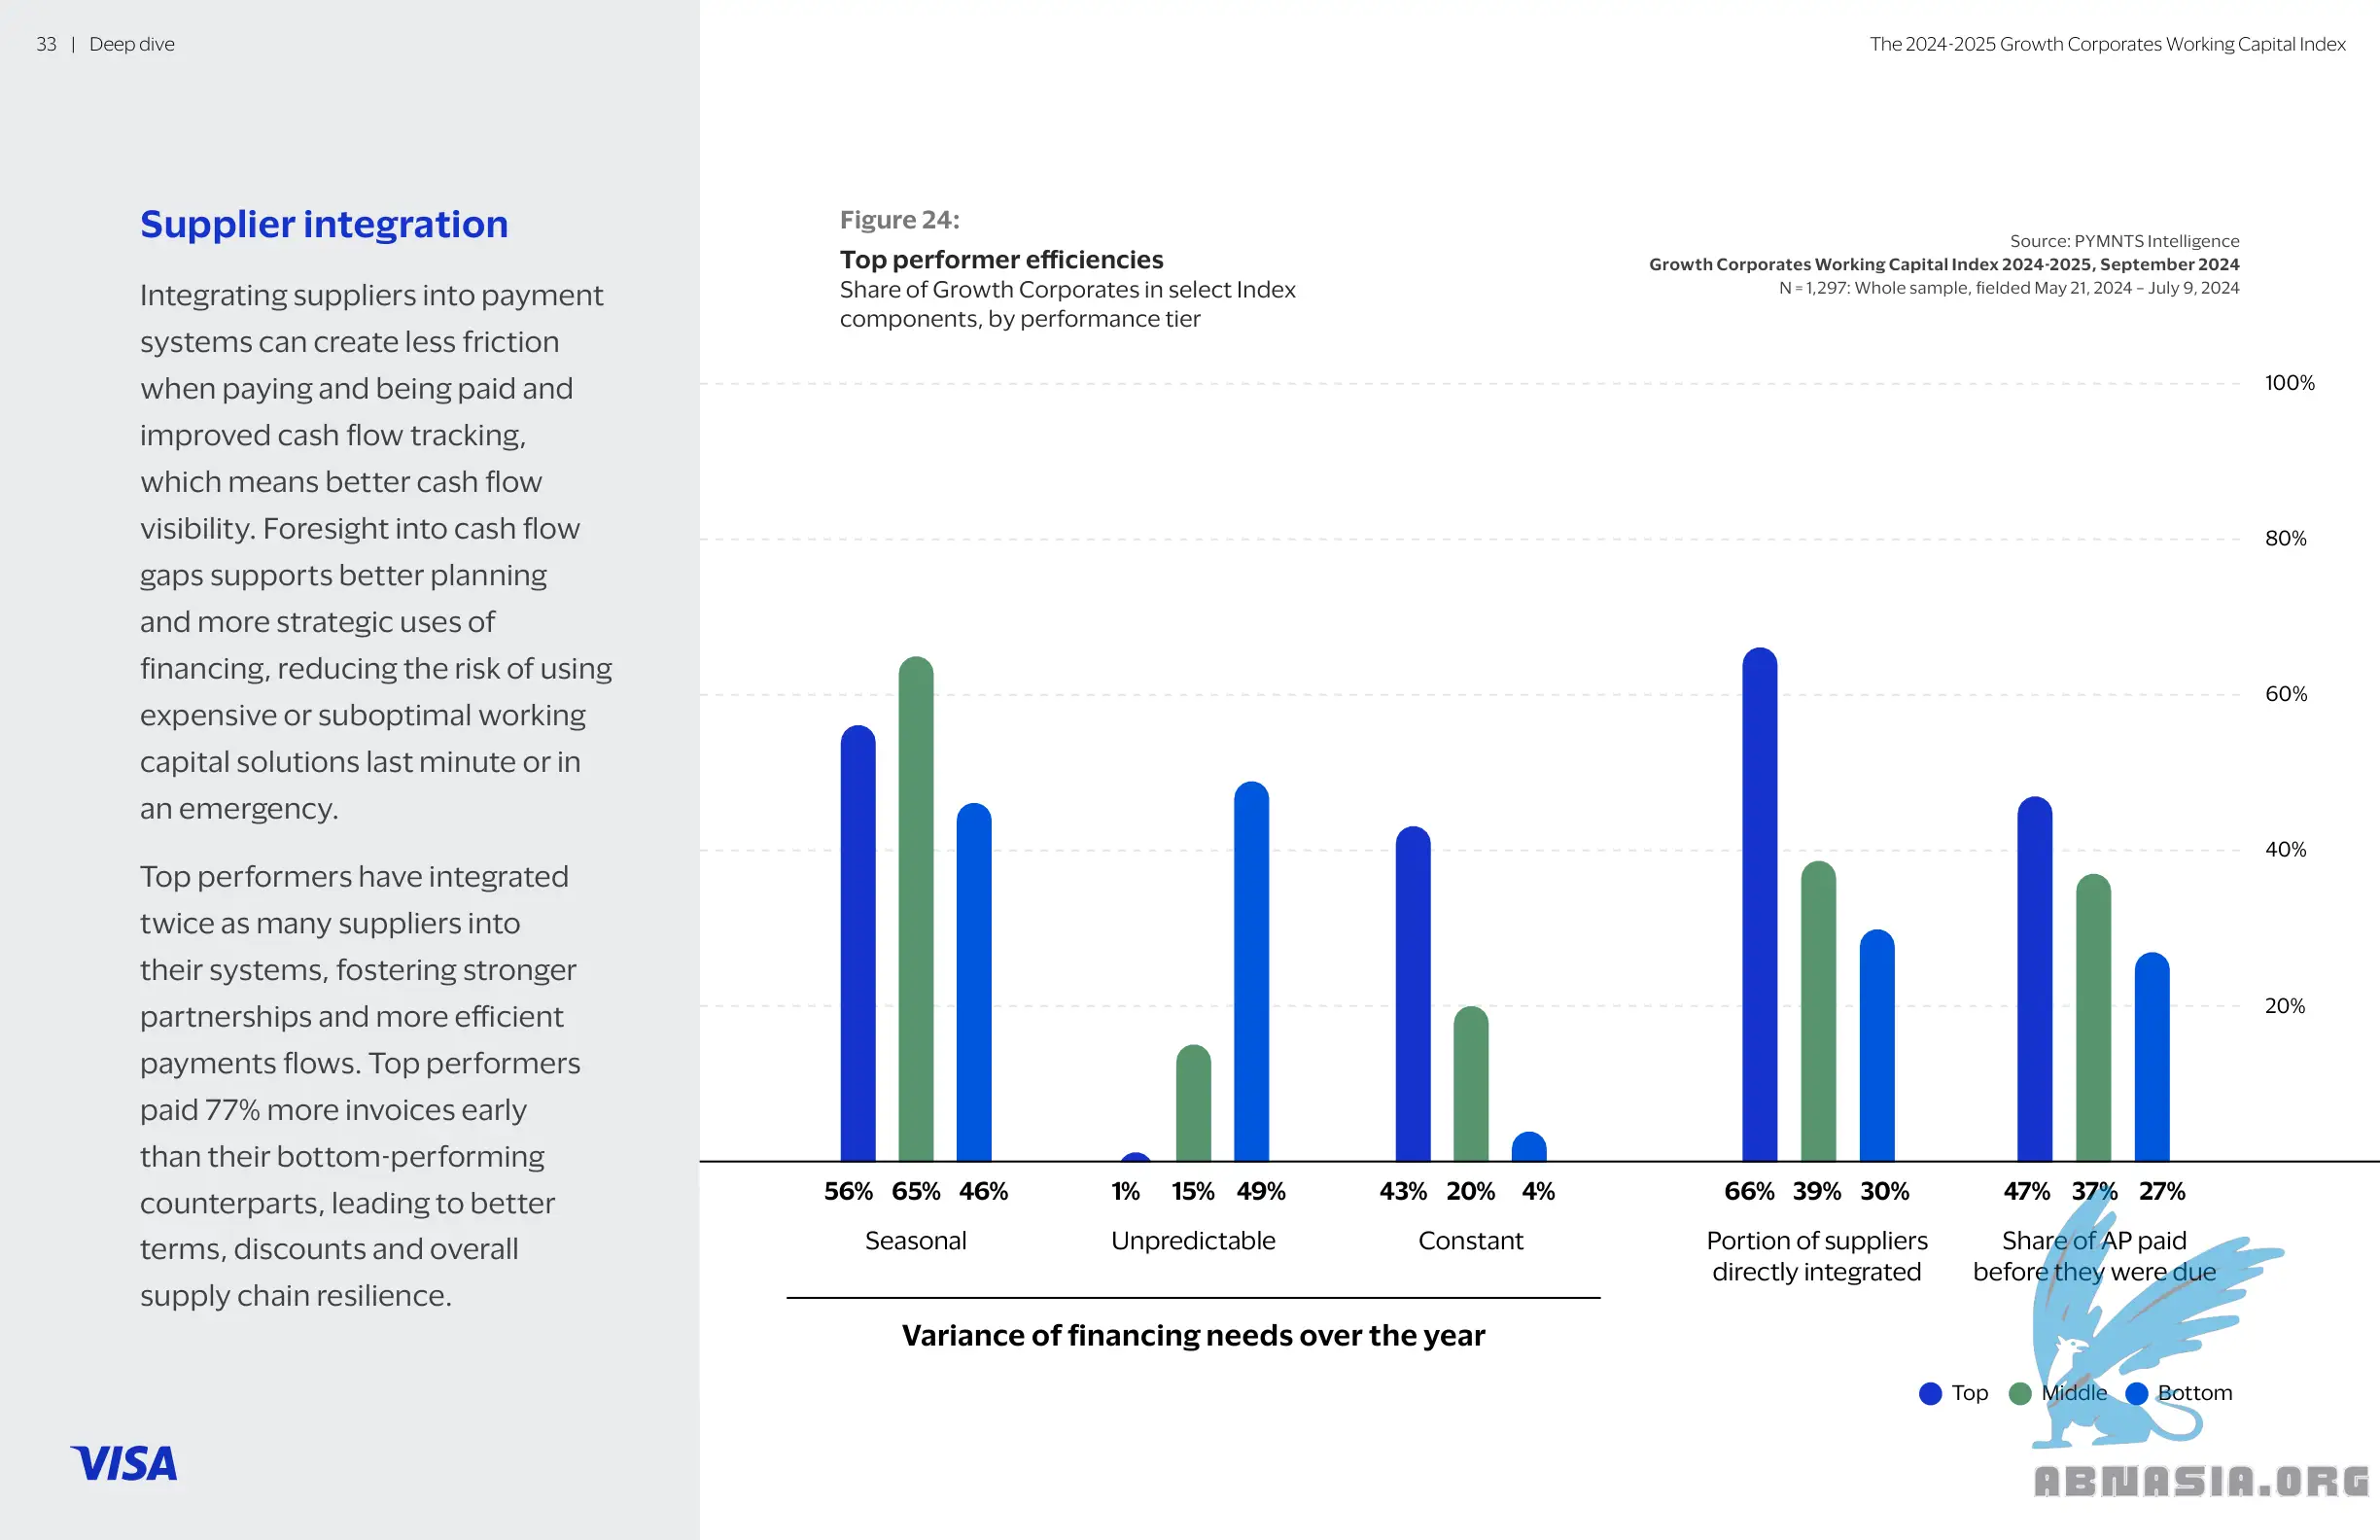 33 | Deep dive
The 2024-2025 Growth Corporates Working Capital Index
Supplier integration
Integrating suppliers into payment
systems can create less friction
when paying and being paid and
improved cash flow tracking,
which means better cash flow
visibility. Foresight into cash flow
gaps supports better planning
and more strategic uses of
financing, reducing the risk of using
expensive or suboptimal working
capital solutions last minute or in
an emergency.
Top performers have integrated
twice as many suppliers into
their systems, fostering stronger
partnerships and more efficient
payments flows. Top performers
paid 77% more invoices early
than their bottom-performing
counterparts, leading to better
terms, discounts and overall
supply chain resilience.
VISA
Figure 24:
Top performer efficiencies
Share of Growth Corporates in select Index
components, by performance tier
Source: PYMNTS Intelligence
Growth Corporates Working Capital Index 2024-2025, September 2024
N = 1,297: Whole sample, fielded May 21, 2024 – July 9, 2024
100%
80%
60%
40%
20%
56% 65% 46% 1% 15% 49% 43% 20% 4% 66% 39% 30% 47% 37% 27%
Seasonal Unpredictable Constant Portion of suppliers Share of AP paid
directly integrated before they were due
Variance of financing needs over the year
Top Middle Bottom
ABNASIA.ORG